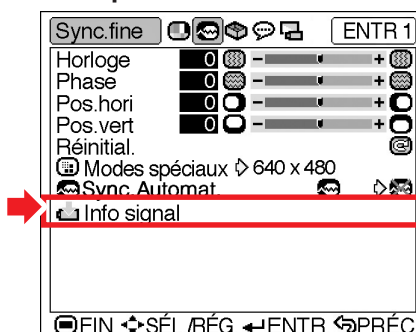 Sync.fine ENTR 1
Horloge 0 - +
Phase 0 - +
Pos.hori 0 - +
Pos.vert 0 - +
Réinitial.
Modes spéciaux 640 x 480
Sync.Automat.
Info signal
FIN SÉL./RÉG. ENTR PRÉC